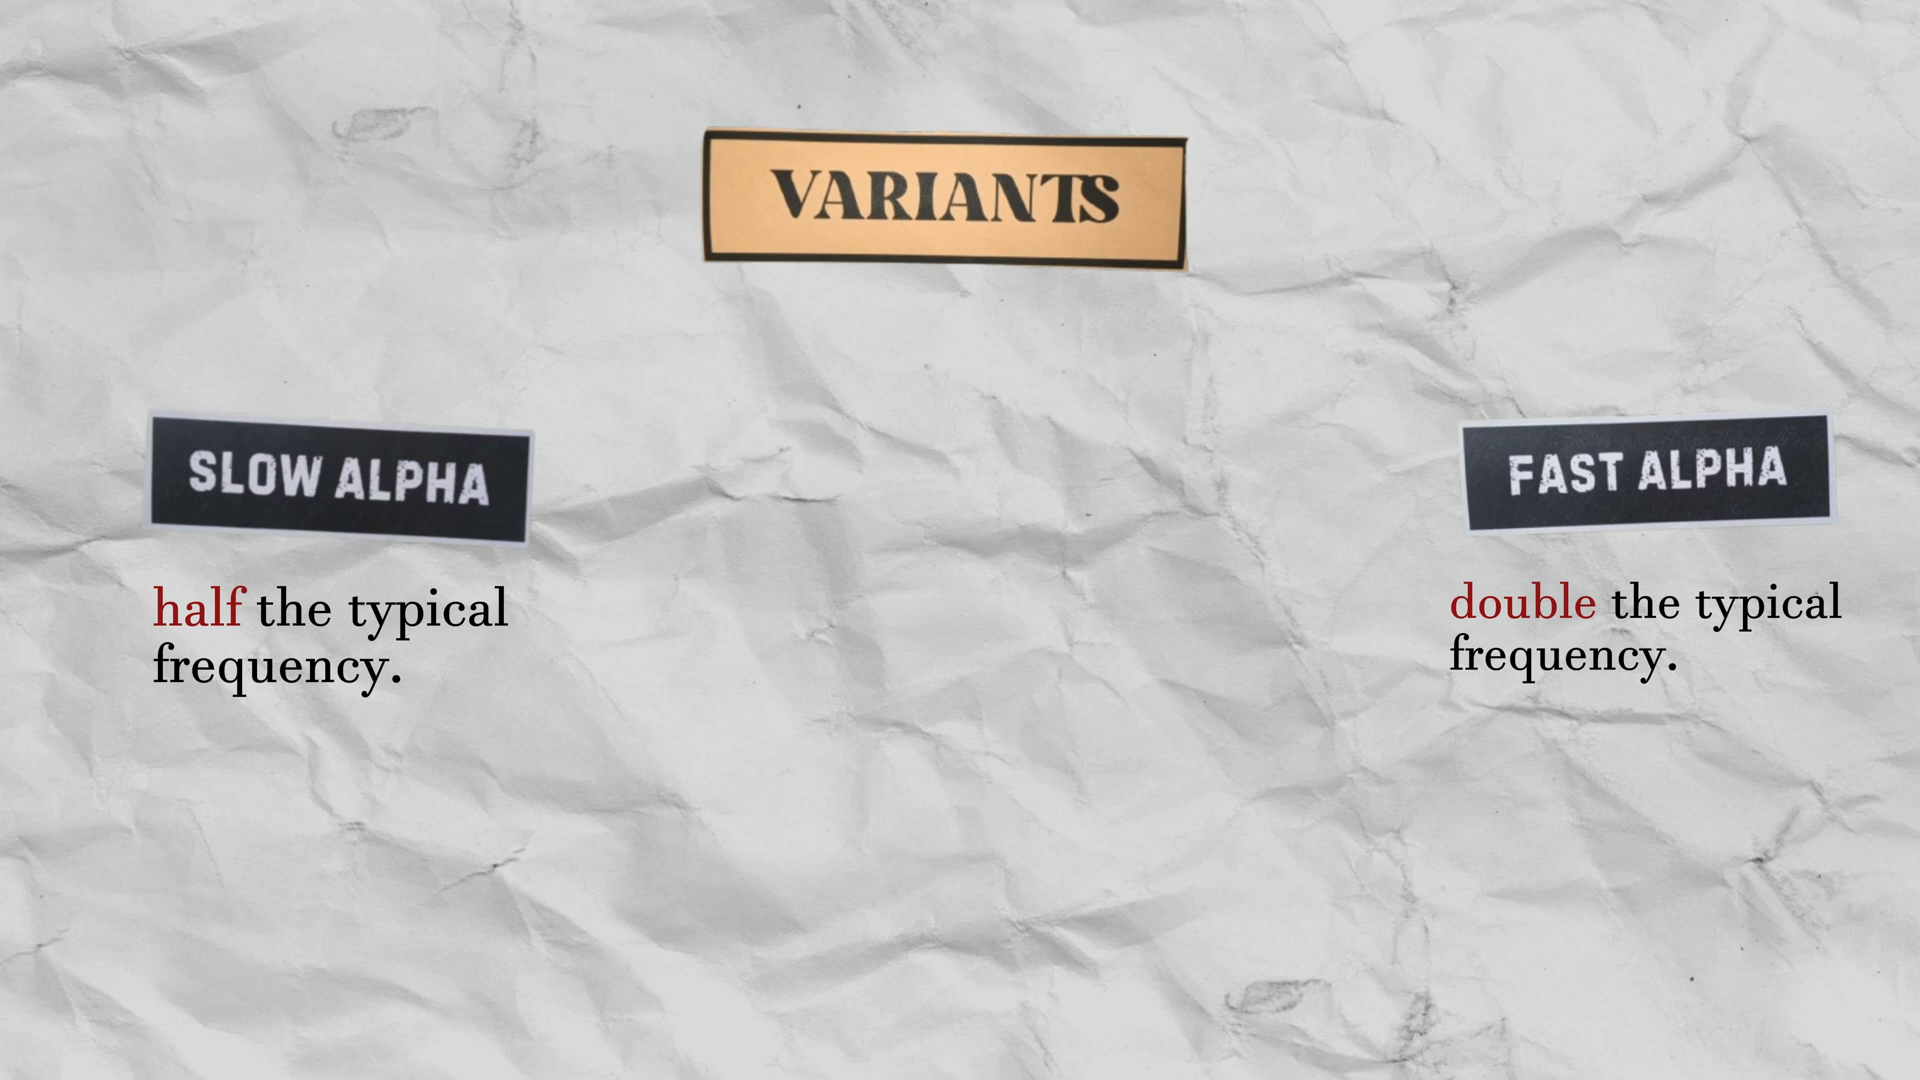 VARIANTS
SLOW ALPHA
half the typical
frequency.
FAST ALPHA
double the typical
frequency.